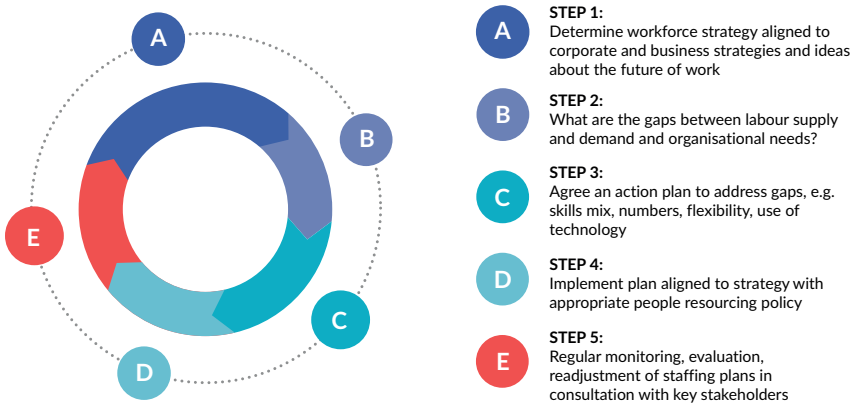 A
B
C
D
E
A
STEP 1:
Determine workforce strategy aligned to
corporate and business strategies and ideas
about the future of work
B
STEP 2:
What are the gaps between labour supply
and demand and organisational needs?
C
STEP 3:
Agree an action plan to address gaps, e.g.
skills mix, numbers, flexibility, use of
technology
D
STEP 4:
Implement plan aligned to strategy with
appropriate people resourcing policy
E
STEP 5:
Regular monitoring, evaluation,
readjustment of staffing plans in
consultation with key stakeholders